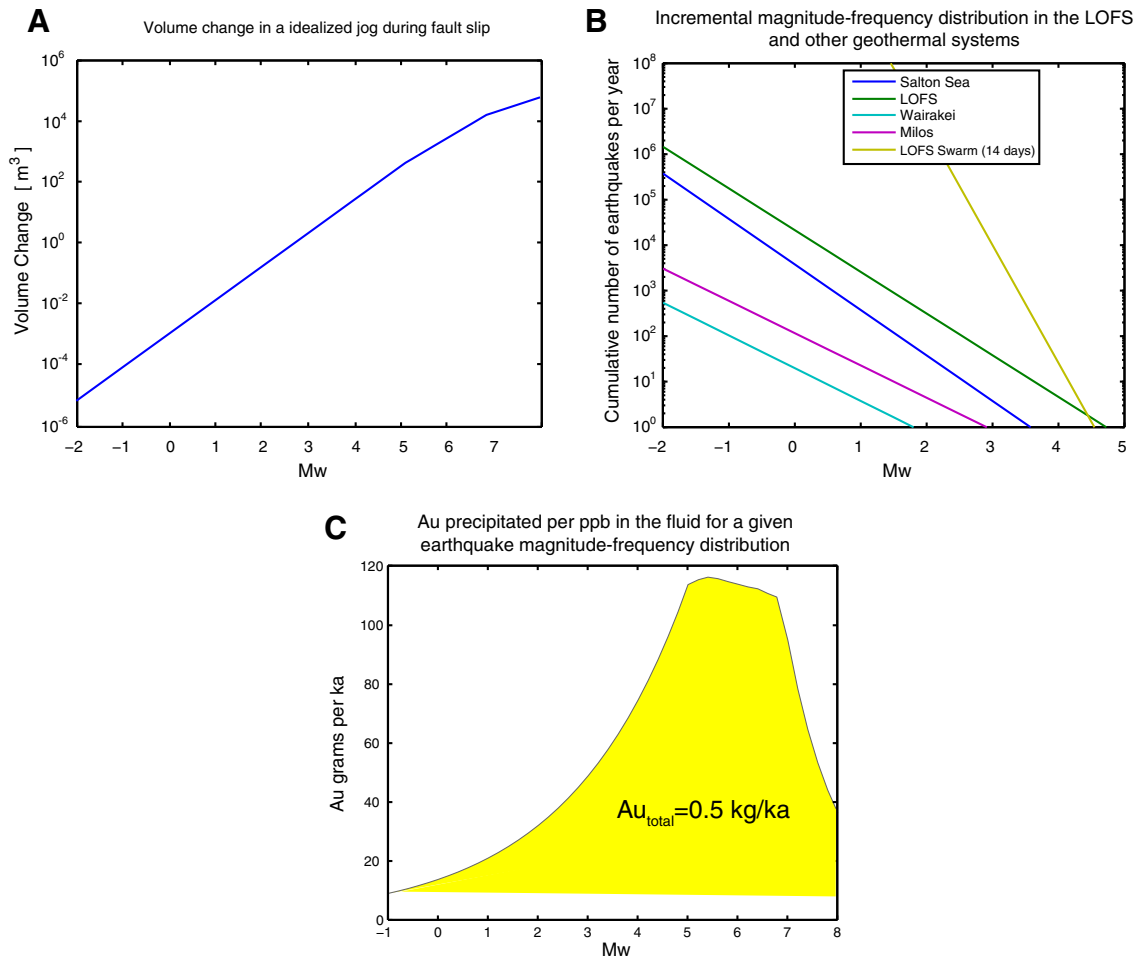 A
Volume change in a idealized jog during fault slip
10^6
10^4
10^2
10^0
10^-2
10^-4
10^-6
Volume Change [ m^3 ]
-2 -1 0 1 2 3 4 5 6 7
Mw
B
Incremental magnitude-frequency distribution in the LOFS
and other geothermal systems
10^8
10^7
10^6
10^5
10^4
10^3
10^2
10^1
10^0
Cumulative number of earthquakes per year
Salton Sea
LOFS
Wairakei
Milos
LOFS Swarm (14 days)
-2 -1 0 1 2 3 4 5
Mw
C
Au precipitated per ppb in the fluid for a given
earthquake magnitude-frequency distribution
120
100
80
60
40
20
0
Au grams per ka
Au_total=0.5 kg/ka
-1 0 1 2 3 4 5 6 7 8
Mw